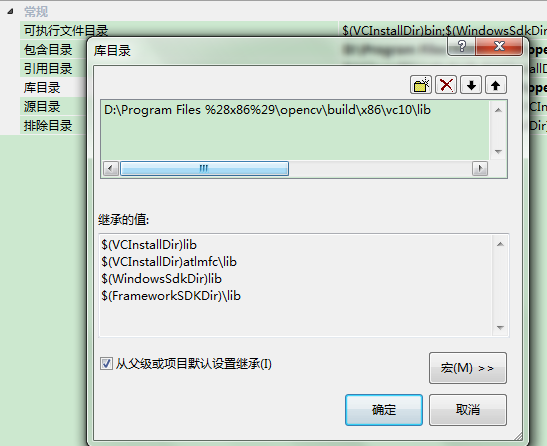 常规
可执行文件目录
$(VCInstallDir)bin;$(WindowsSdkDir
包含目录
引用目录
库目录
源目录
排除目录
库目录
D:\Program Files %28x86%29\opencv\build\x86\vc10\lib
继承的值:
$(VCInstallDir)lib
$(VCInstallDir)atlmfc\lib
$(WindowsSdkDir)lib
$(FrameworkSDKDir)\lib
从父级或项目默认设置继承(I)
宏(M) >>
确定
取消